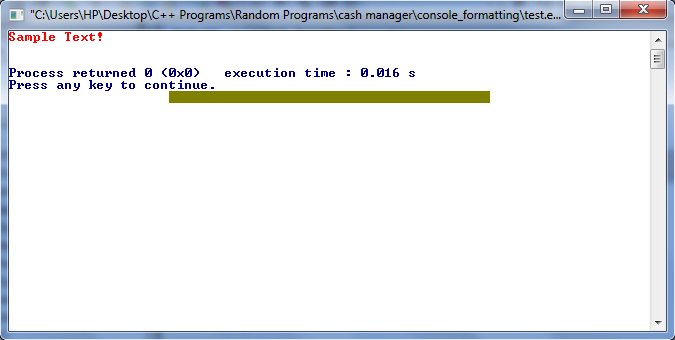 "C:\Users\HP\Desktop\C++ Programs\Random Programs\cash manager\console_formatting\test.e...
Sample Text!
Process returned 0 (0x0)   execution time : 0.016 s
Press any key to continue.